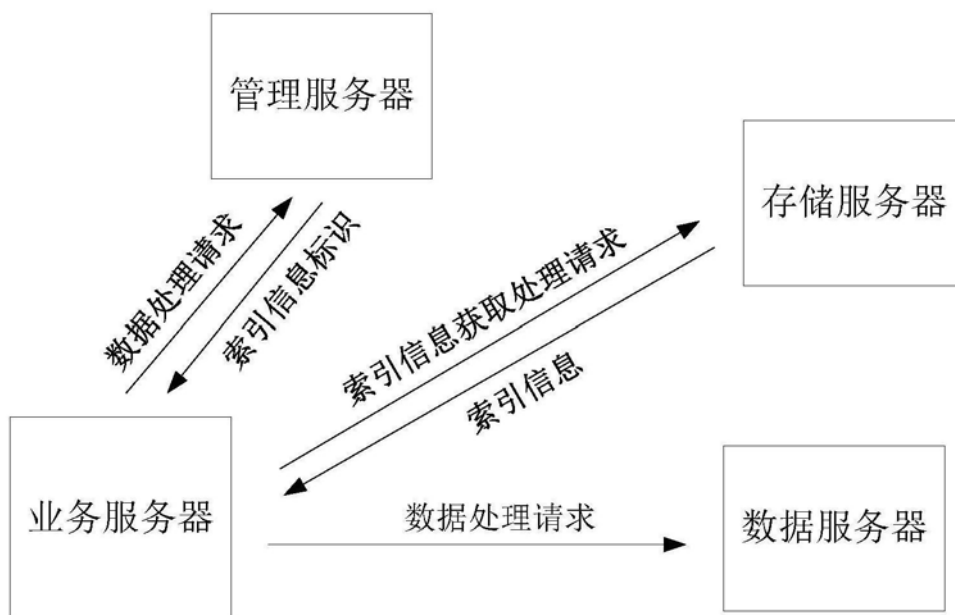 管理服务器
存储服务器
数据处理请求
索引信息标识
索引信息获取处理请求
索引信息
业务服务器
数据处理请求
数据服务器